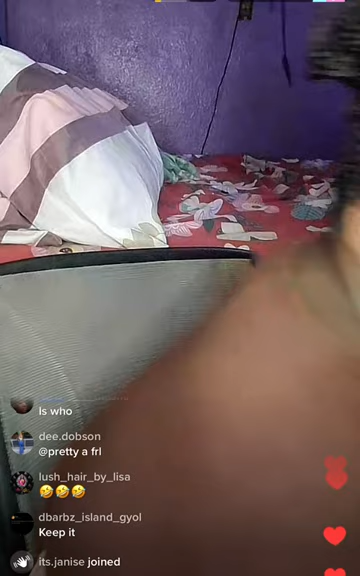 Is who
dee.dobson
@pretty a frl
lush_hair_by_lisa
🤣🤣🤣
dbarbz_island_gyol
Keep it
its.janise joined